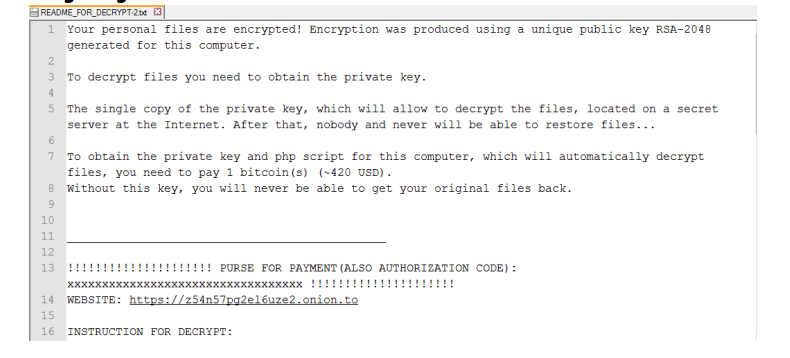 README_FOR_DECRYPT-2.txt
1 Your personal files are encrypted! Encryption was produced using a unique public key RSA-2048
generated for this computer.
2
3 To decrypt files you need to obtain the private key.
4
5 The single copy of the private key, which will allow to decrypt the files, located on a secret
server at the Internet. After that, nobody and never will be able to restore files...
6
7 To obtain the private key and php script for this computer, which will automatically decrypt
files, you need to pay 1 bitcoin(s) (~420 USD).
8 Without this key, you will never be able to get your original files back.
9
10
11 ______________________________________________
12
13 !!!!!!!!!!!!!!!!!!!!! PURSE FOR PAYMENT(ALSO AUTHORIZATION CODE):
xxxxxxxxxxxxxxxxxxxxxxxxxxxxxxxxxx !!!!!!!!!!!!!!!!!!!!!
14 WEBSITE: https://z54n57pg2el6uze2.onion.to
15
16 INSTRUCTION FOR DECRYPT: